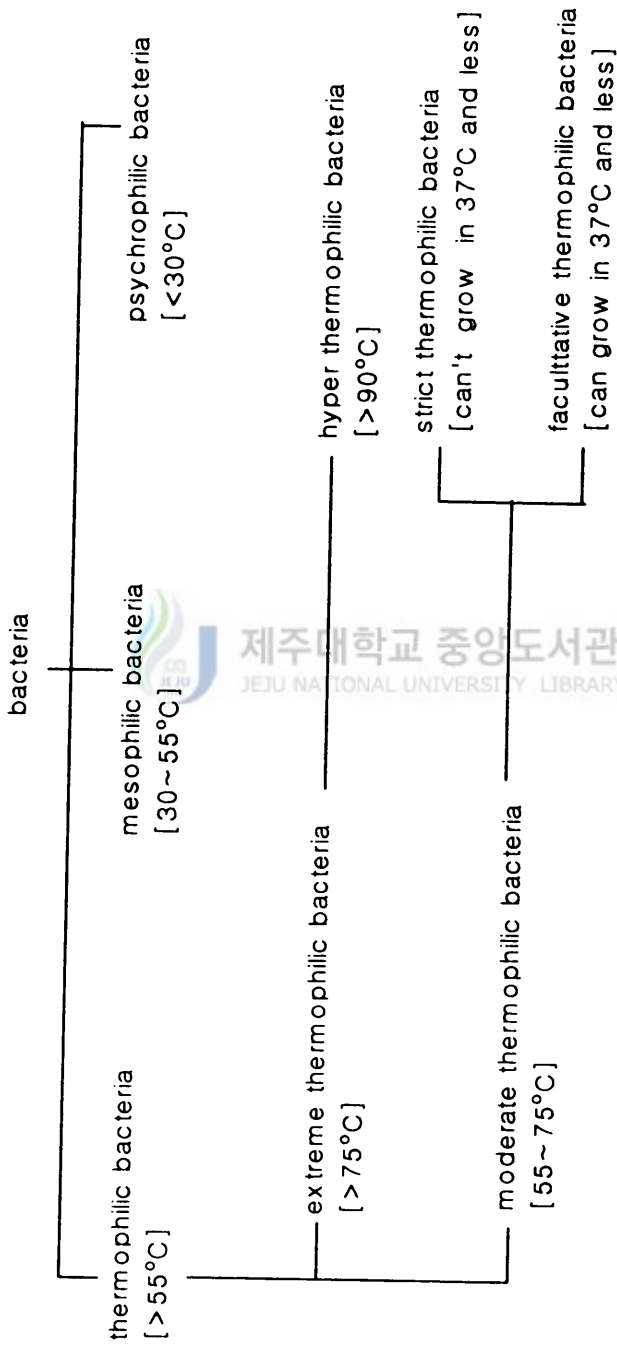 bacteria
thermophilic bacteria
[>55°C]
mesophilic bacteria
[30~55°C]
psychrophilic bacteria
[<30°C]
extreme thermophilic bacteria
[>75°C]
hyper thermophilic bacteria
[>90°C]
moderate thermophilic bacteria
[55~75°C]
strict thermophilic bacteria
[can't grow in 37°C and less]
faculttative thermophilic bacteria
[can grow in 37°C and less]
제주대학교 중앙도서관
JEJU NATIONAL UNIVERSITY LIBRARY
JEJU